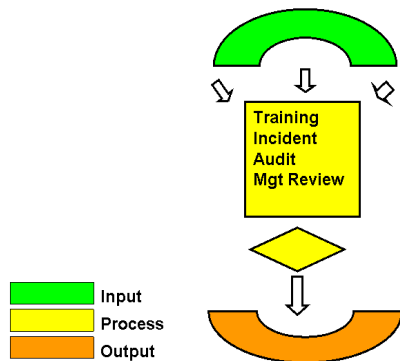 Training
Incident
Audit
Mgt Review
Input
Process
Output